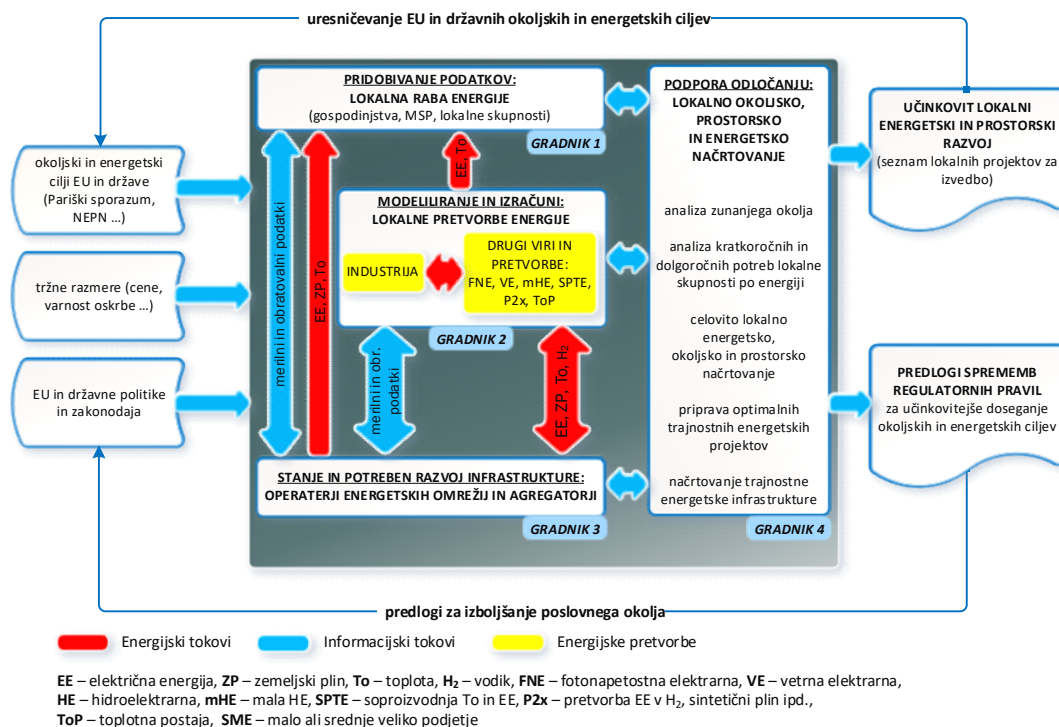 uresničevanje EU in državnih okoljskih in energetskih ciljev
okoljski in energetski
cilji EU in države
(Pariški sporazum,
NEPN ...)
tržne razmere (cene,
varnost oskrbe ...)
EU in državne politike
in zakonodaja
PRIDOBIVANJE PODATKOV:
LOKALNA RABA ENERGIJE
(gospodinjstva, MSP, lokalne skupnosti)
GRADNIK 1
merilni in obratovalni podatki
EE, ZP, To
EE, To
MODELILIRANJE IN IZRAČUNI:
LOKALNE PRETVORBE ENERGIJE
INDUSTRIJA
DRUGI VIRI IN
PRETVORBE:
FNE, VE, mHE, SPTE,
P2x, ToP
GRADNIK 2
merilni in obr.
podatki
EE, ZP, To, H₂
STANJE IN POTREBEN RAZVOJ INFRASTRUKTURE:
OPERATERJI ENERGETSKIH OMREŽIJ IN AGREGATORJI
GRADNIK 3
PODPORA ODLOČANJU:
LOKALNO OKOLJSKO,
PROSTORSKO
IN ENERGETSKO
NAČRTOVANJE
analiza zunanjega okolja
analiza kratkoročnih in
dolgoročnih potreb lokalne
skupnosti po energiji
celovito lokalno
energetsko,
okoljsko in prostorsko
načrtovanje
priprava optimalnih
trajnostnih energetskih
projektov
načrtovanje trajnostne
energetske infrastrukture
GRADNIK 4
UČINKOVIT LOKALNI
ENERGETSKI IN PROSTORSKI
RAZVOJ
(seznam lokalnih projektov za
izvedbo)
PREDLOGI SPREMEMB
REGULATORNIH PRAVIL
za učinkovitejše doseganje
okoljskih in energetskih ciljev
predlogi za izboljšanje poslovnega okolja
Energijski tokovi
Informacijski tokovi
Energijske pretvorbe
EE – električna energija, ZP – zemeljski plin, To – toplota, H₂ – vodik, FNE – fotonapetostna elektrarna, VE – vetrna elektrarna,
HE – hidroelektrarna, mHE – mala HE, SPTE – soproizvodnja To in EE, P2x – pretvorba EE v H₂, sintetični plin ipd.,
ToP – toplotna postaja, SME – malo ali srednje veliko podjetje